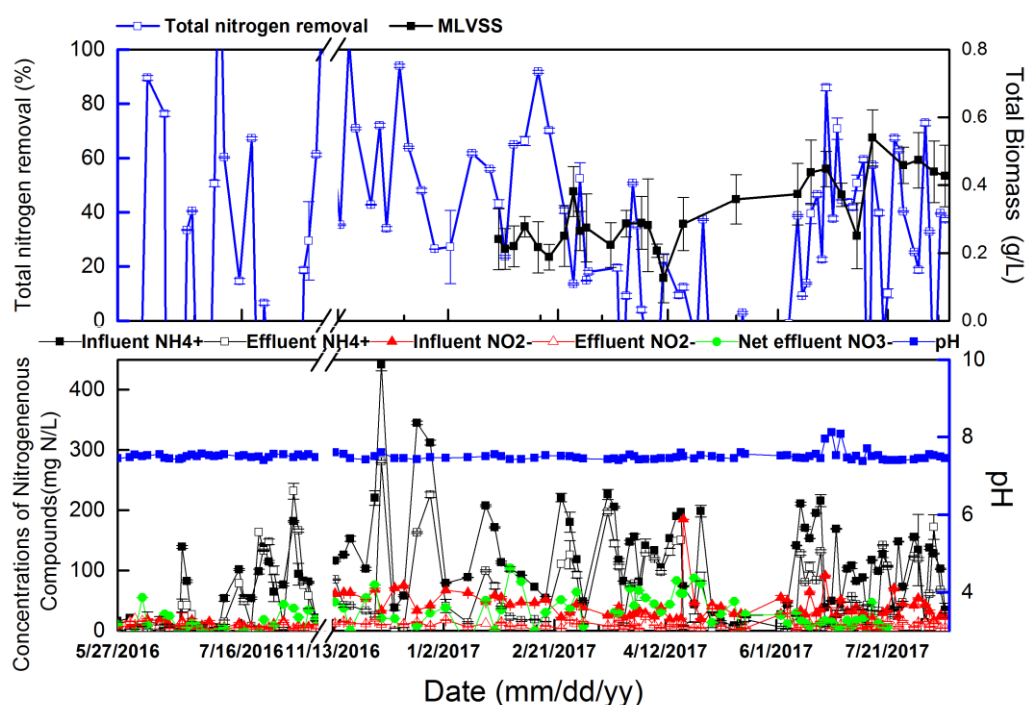 Total nitrogen removal MLVSS
100 0.8
80 0.6
60 0.4
40 0.2
20 0.0
0
Total nitrogen removal (%)
Total Biomass (g/L)
Influent NH4+ Effluent NH4+ Influent NO2- Effluent NO2- Net effluent NO3- pH
400 10
300 8
200 6
100 4
0
Concentrations of Nitrogenenous
Compounds(mg N/L)
pH
5/27/2016 7/16/2016 1/2/2017 2/21/2017 4/12/2017 6/1/2017 7/21/2017
Date (mm/dd/yy)